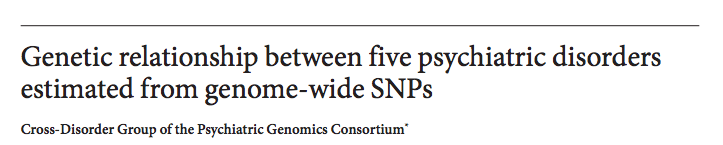 Genetic relationship between five psychiatric disorders
estimated from genome-wide SNPs
Cross-Disorder Group of the Psychiatric Genomics Consortium*